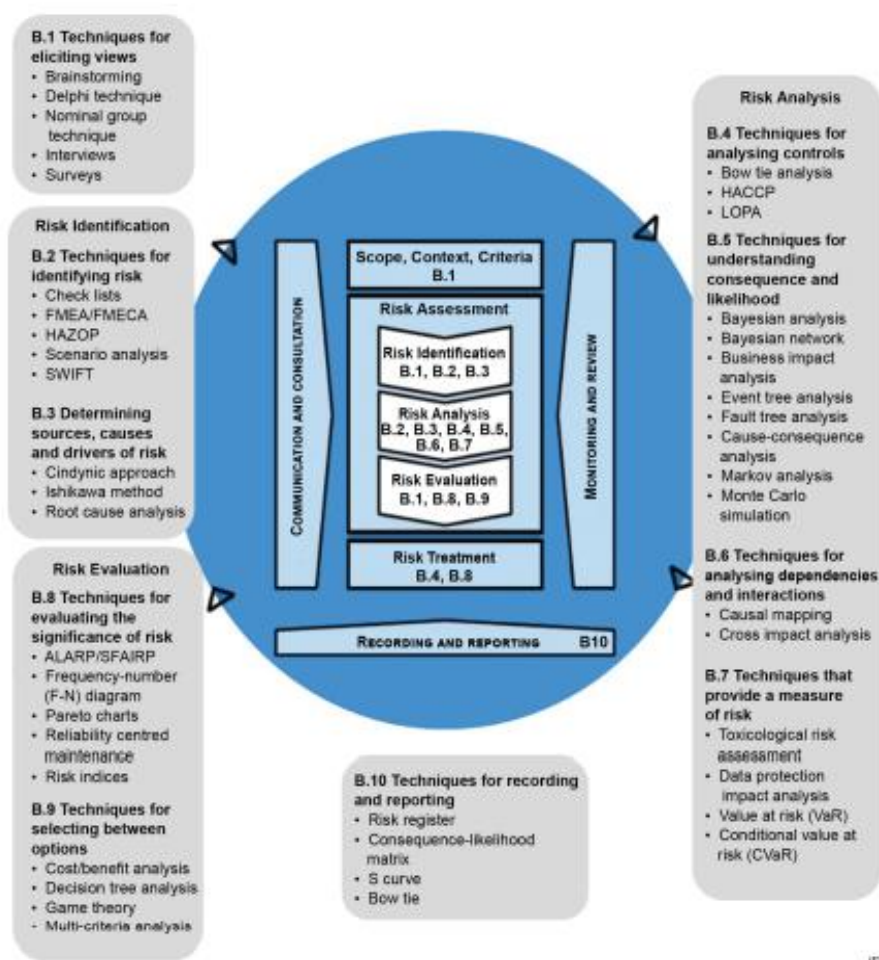 B.1 Techniques for
eliciting views
• Brainstorming
• Delphi technique
• Nominal group
technique
• Interviews
• Surveys
Risk Identification
B.2 Techniques for
identifying risk
• Check lists
• FMEA/FMECA
• HAZOP
• Scenario analysis
• SWIFT
B.3 Determining
sources, causes
and drivers of risk
• Cindynic approach
• Ishikawa method
• Root cause analysis
Risk Evaluation
B.8 Techniques for
evaluating the
significance of risk
• ALARP/SFAIRP
• Frequency-number
(F-N) diagram
• Pareto charts
• Reliability centred
maintenance
• Risk indices
B.9 Techniques for
selecting between
options
• Cost/benefit analysis
• Decision tree analysis
• Game theory
- Multi-criteria analysis
COMMUNICATION AND CONSULTATION
Scope, Context, Criteria
B.1
Risk Assessment
Risk Identification
B.1, B.2, B.3
Risk Analysis
B.2, B.3, B.4, B.5,
B.6, B.7
Risk Evaluation
B.1, B.8, B.9
Risk Treatment
B.4, B.8
MONITORING AND REVIEW
RECORDING AND REPORTING B10
B.10 Techniques for recording
and reporting
• Risk register
• Consequence-likelihood
matrix
• S curve
• Bow tie
Risk Analysis
B.4 Techniques for
analysing controls
• Bow tie analysis
• HACCP
• LOPA
B.5 Techniques for
understanding
consequence and
likelihood
• Bayesian analysis
• Bayesian network
• Business impact
analysis
• Event tree analysis
• Fault tree analysis
• Cause-consequence
analysis
• Markov analysis
• Monte Carlo
simulation
B.6 Techniques for
analysing dependencies
and interactions
• Causal mapping
• Cross impact analysis
B.7 Techniques that
provide a measure
of risk
• Toxicological risk
assessment
• Data protection
impact analysis
• Value at risk (VaR)
• Conditional value at
risk (CVaR)